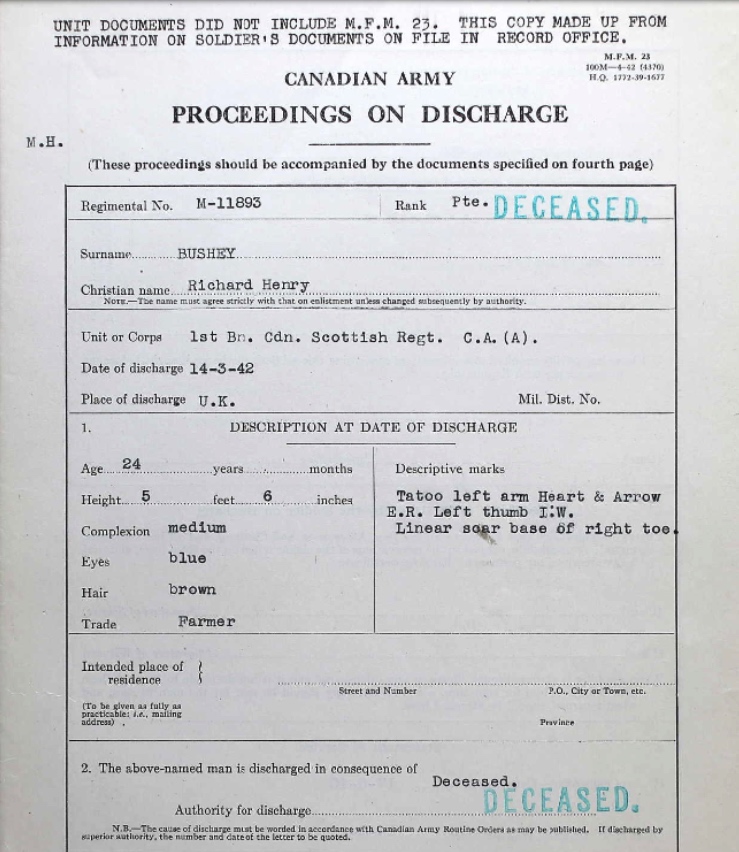 UNIT DOCUMENTS DID NOT INCLUDE M.F.M. 23. THIS COPY MADE UP FROM
INFORMATION ON SOLDIER'S DOCUMENTS ON FILE IN RECORD OFFICE.
M.F.M. 23
100M—4-42 (4370)
H.Q. 1772-39-1677
CANADIAN ARMY
PROCEEDINGS ON DISCHARGE
M.H.
(These proceedings should be accompanied by the documents specified on fourth page)
Regimental No. M-11893 Rank Pte. DECEASED.
Surname BUSHEY
Christian name Richard Henry
NOTE.—The name must agree strictly with that on enlistment unless changed subsequently by authority.
Unit or Corps 1st Bn. Cdn. Scottish Regt. C.A.(A).
Date of discharge 14-3-42
Place of discharge U.K. Mil. Dist. No.
1. DESCRIPTION AT DATE OF DISCHARGE
Age 24 years months
Height 5 feet 6 inches
Complexion medium
Eyes blue
Hair brown
Trade Farmer
Descriptive marks
Tatoo left arm Heart & Arrow
E.R. Left thumb I.W.
Linear scar base of right toe.
Intended place of
residence
(To be given as fully as
practicable; i.e., mailing
address)
Street and Number P.O., City or Town, etc.
Province
2. The above-named man is discharged in consequence of
Deceased.
Authority for discharge DECEASED.
N.B.—The cause of discharge must be worded in accordance with Canadian Army Routine Orders as may be published. If discharged by
superior authority, the number and date of the letter to be quoted.